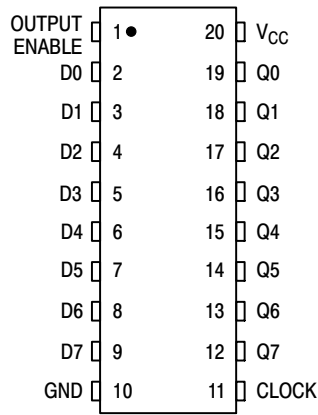 OUTPUT
ENABLE 1 20 VCC
D0 2 19 Q0
D1 3 18 Q1
D2 4 17 Q2
D3 5 16 Q3
D4 6 15 Q4
D5 7 14 Q5
D6 8 13 Q6
D7 9 12 Q7
GND 10 11 CLOCK